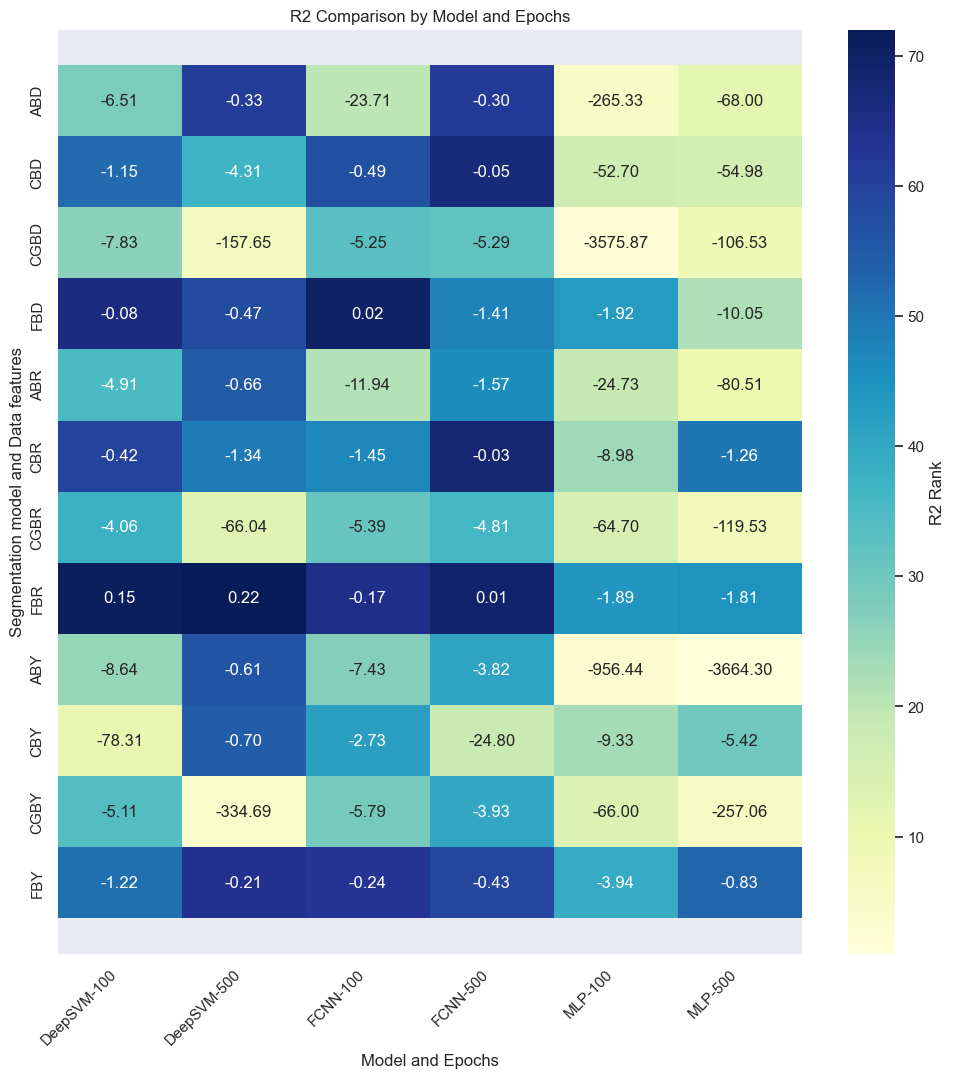 R2 Comparison by Model and Epochs
ABD -6.51 -0.33 -23.71 -0.30 -265.33 -68.00
CBD -1.15 -4.31 -0.49 -0.05 -52.70 -54.98
CGBD -7.83 -157.65 -5.25 -5.29 -3575.87 -106.53
FBD -0.08 -0.47 0.02 -1.41 -1.92 -10.05
ABR -4.91 -0.66 -11.94 -1.57 -24.73 -80.51
CBR -0.42 -1.34 -1.45 -0.03 -8.98 -1.26
CGBR -4.06 -66.04 -5.39 -4.81 -64.70 -119.53
FBR 0.15 0.22 -0.17 0.01 -1.89 -1.81
ABY -8.64 -0.61 -7.43 -3.82 -956.44 -3664.30
CBY -78.31 -0.70 -2.73 -24.80 -9.33 -5.42
CGBY -5.11 -334.69 -5.79 -3.93 -66.00 -257.06
FBY -1.22 -0.21 -0.24 -0.43 -3.94 -0.83
Segmentation model and Data features
DeepSVM-100 DeepSVM-500 FCNN-100 FCNN-500 MLP-100 MLP-500
Model and Epochs
70
60
50
40
30
20
10
R2 Rank